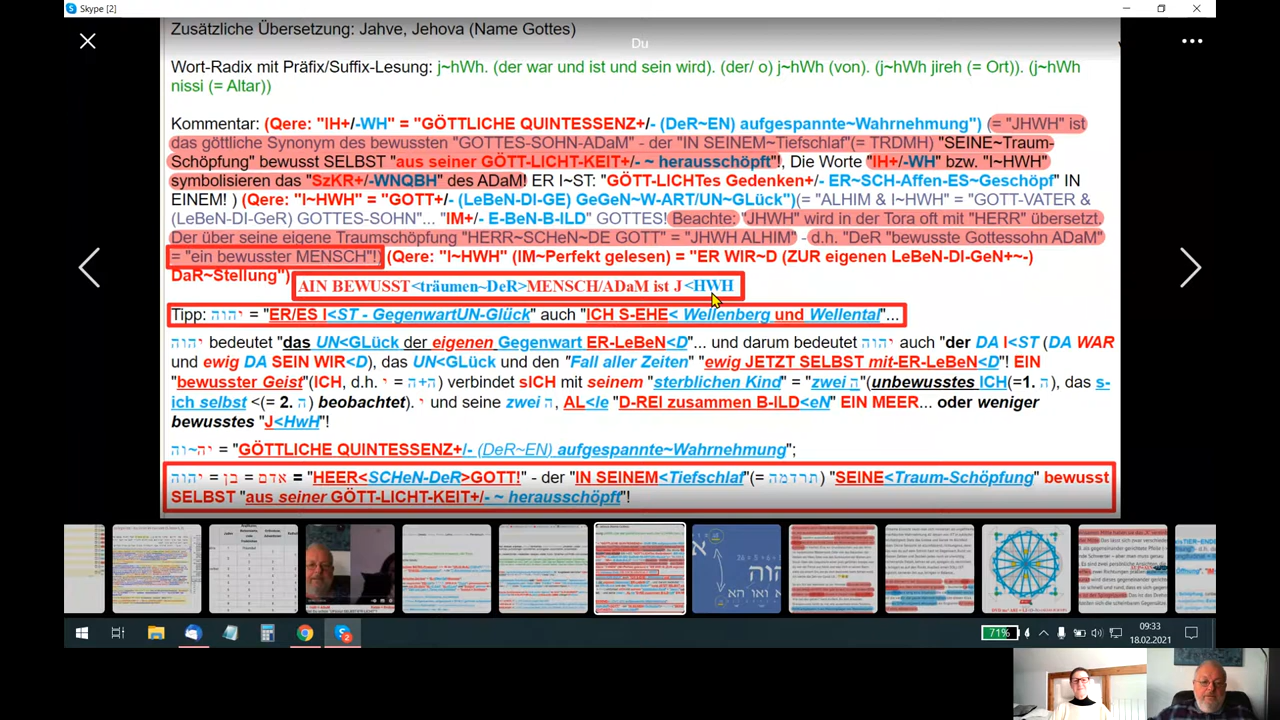 Skype [2]
Zusätzliche Übersetzung: Jahve, Jehova (Name Gottes)
Du
Wort-Radix mit Präfix/Suffix-Lesung: j~hWh. (der war und ist und sein wird). (der/ o) j~hWh (von). (j~hWh jireh (= Ort)). (j~hWh
nissi (= Altar))
Kommentar: (Qere: "IH+/-WH" = "GÖTTLICHE QUINTESSENZ+/- (DeR~EN) aufgespannte~Wahrnehmung") (= "JHWH" ist
das göttliche Synonym des bewussten "GOTTES-SOHN-ADaM" - der "IN SEINEM~Tiefschlaf"(= TRDMH) "SEINE~Traum-
Schöpfung" bewusst SELBST "aus seiner GÖTT-LICHT-KEIT+/- ~ herausschöpft"!, Die Worte "IH+/-WH" bzw. "I~HWH"
symbolisieren das "SzKR+/-WNQBH" des ADaM! ER I~ST: "GÖTT-LICHTes Gedenken+/- ER~SCH-Affen-ES~Geschöpf" IN
EINEM! ) (Qere: "I~HWH" = "GOTT+/- (LeBeN-DI-GE) GeGeN~W-ART/UN~GLück")(= "ALHIM & I~HWH" = "GOTT-VATER &
(LeBeN-DI-GeR) GOTTES-SOHN"... "IM+/- E-BeN-B-ILD" GOTTES! Beachte: "JHWH" wird in der Tora oft mit "HERR" übersetzt.
Der über seine eigene Traumschöpfung "HERR~SCHeN~DE GOTT" = "JHWH ALHIM" - d.h. "DeR "bewusste Gottessohn ADaM"
= "ein bewusster MENSCH"!) (Qere: "I~HWH" (IM~Perfekt gelesen) = "ER WIR~D (ZUR eigenen LeBeN-DI-GeN+~-)
DaR~Stellung")
AIN BEWUSST<träumen~DeR>MENSCH/ADaM ist J<HWH
Tipp: יהוה = "ER/ES I<ST - GegenwartUN-Glück" auch "ICH S-EHE< Wellenberg und Wellental"...
יהוה bedeutet "das UN<GLück der eigenen Gegenwart ER-LeBeN<D"... und darum bedeutet יהוה auch "der DA I<ST (DA WAR
und ewig DA SEIN WIR<D), das UN<GLück und den "Fall aller Zeiten" "ewig JETZT SELBST mit-ER-LeBeN<D"! EIN
"bewusster Geist"(ICH, d.h. י = ה+ה) verbindet sICH mit seinem "sterblichen Kind" = "zwei ה"(unbewusstes ICH(=1. ה), das s-
ich selbst <(= 2. ה) beobachtet). י und seine zwei ה, AL<le "D-REI zusammen B-ILD<eN" EIN MEER... oder weniger
bewusstes "J<HwH"!
יה~וה = "GÖTTLICHE QUINTESSENZ+/- (DeR~EN) aufgespannte~Wahrnehmung";
יהוה = בן = אדם = "HEER<SCHeN-DeR>GOTT!" - der "IN SEINEM<Tiefschlaf"(= תרדמה) "SEINE<Traum-Schöpfung" bewusst
SELBST "aus seiner GÖTT-LICHT-KEIT+/- ~ herausschöpft"!
71%
09:33
18.02.2021